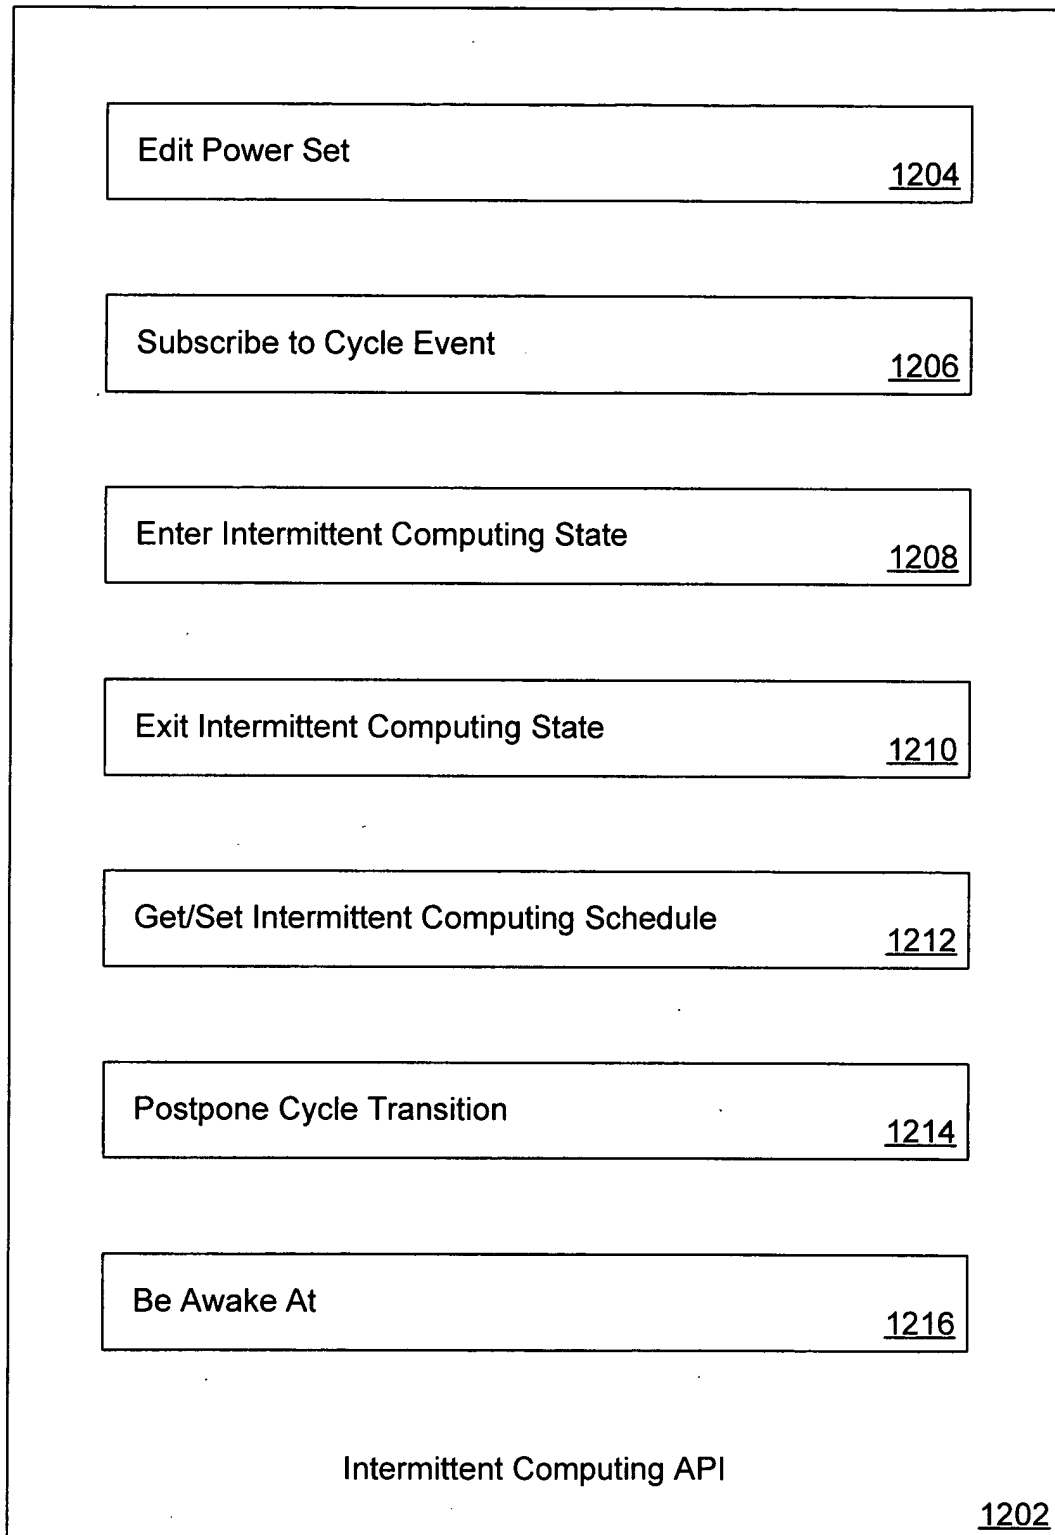 Edit Power Set
1204
Subscribe to Cycle Event
1206
Enter Intermittent Computing State
1208
Exit Intermittent Computing State
1210
Get/Set Intermittent Computing Schedule
1212
Postpone Cycle Transition
1214
Be Awake At
1216
Intermittent Computing API
1202